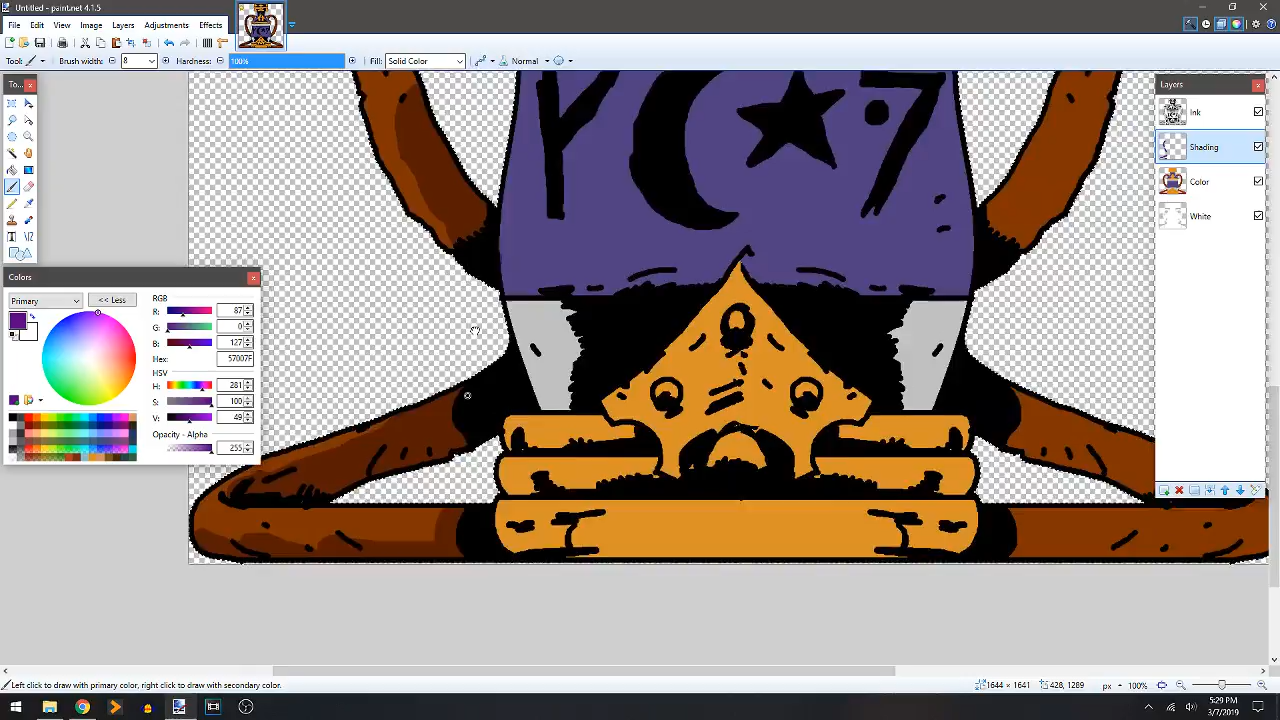 Untitled - paint.net 4.1.5
File Edit View Image Layers Adjustments Effects
Tool: Brush width: 8 Hardness: 100% Fill: Solid Color Normal
To...
Layers
Ink
Shading
Color
White
Colors
Primary << Less
RGB
R: 87
G: 0
B: 127
Hex: 57007F
HSV
H: 281
S: 100
V: 49
Opacity - Alpha
255
Left click to draw with primary color, right click to draw with secondary color. 1644 × 1641 428, 1289 px 100%
5:29 PM
3/7/2019